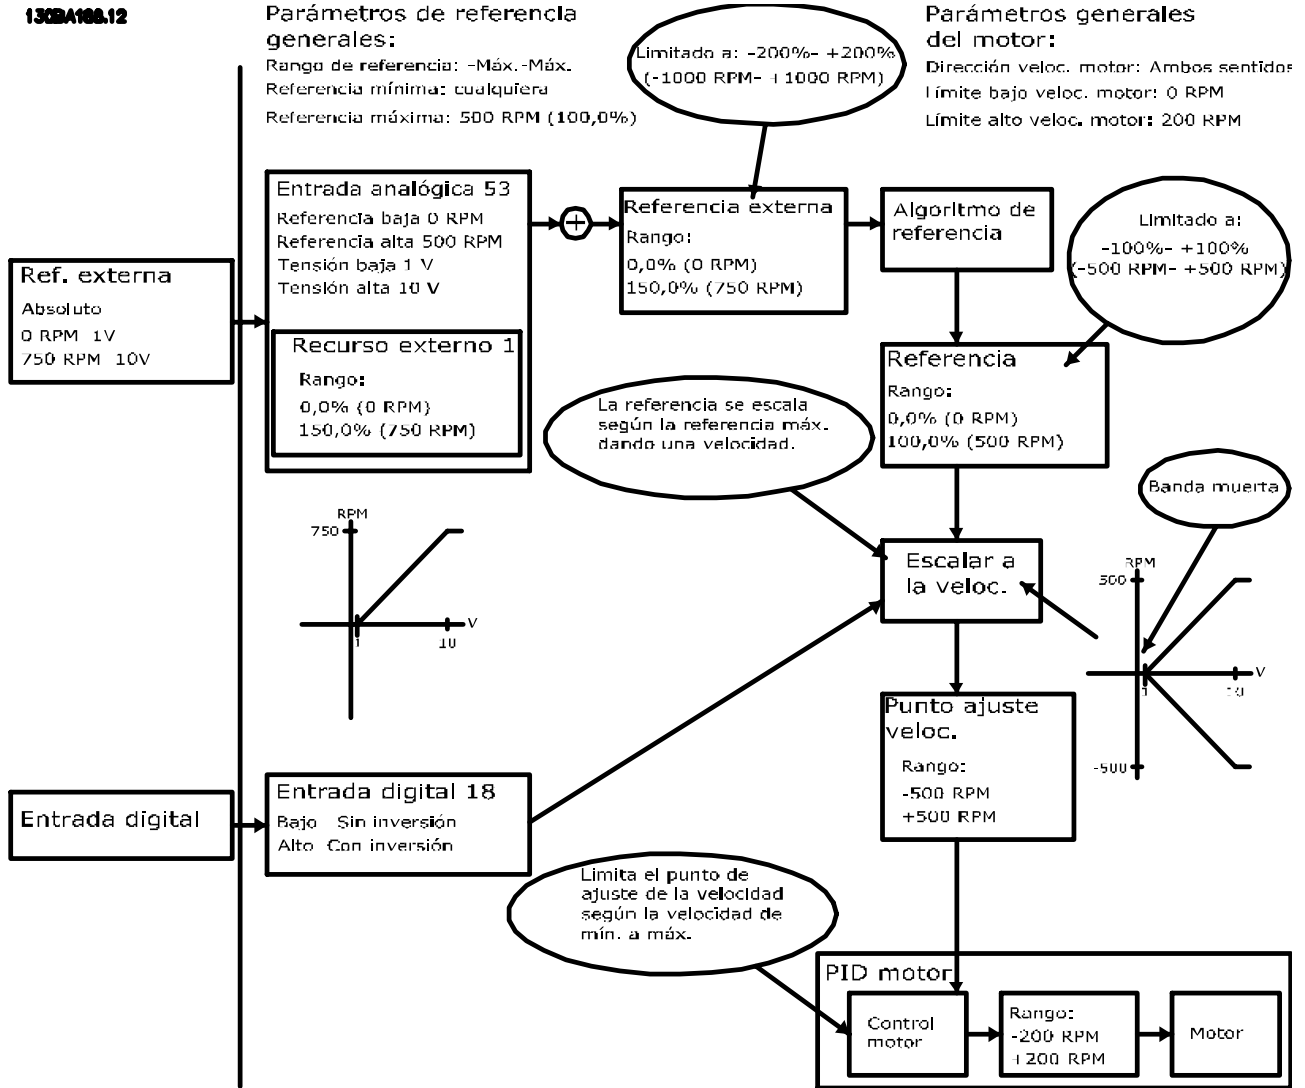 130BA188.12
Parámetros de referencia
generales:
Rango de referencia: -Máx.-Máx.
Referencia mínima: cualquiera
Referencia máxima: 500 RPM (100,0%)
Limitado a: -200%- +200%
(-1000 RPM- +1000 RPM)
Parámetros generales
del motor:
Dirección veloc. motor: Ambos sentidos
Límite bajo veloc. motor: 0 RPM
Límite alto veloc. motor: 200 RPM
Ref. externa
Absoluto
0 RPM 1V
750 RPM 10V
Entrada analógica 53
Referencia baja 0 RPM
Referencia alta 500 RPM
Tensión baja 1 V
Tensión alta 10 V
Recurso externo 1
Rango:
0,0% (0 RPM)
150,0% (750 RPM)
+
Referencia externa
Rango:
0,0% (0 RPM)
150,0% (750 RPM)
Algoritmo de
referencia
Limitado a:
-100%- +100%
(-500 RPM- +500 RPM)
Referencia
Rango:
0,0% (0 RPM)
100,0% (500 RPM)
La referencia se escala
según la referencia máx.
dando una velocidad.
Banda muerta
RPM
750
V
1
10
Escalar a
la veloc.
RPM
500
V
1
10
-500
Punto ajuste
veloc.
Rango:
-500 RPM
+500 RPM
Entrada digital
Entrada digital 18
Bajo Sin inversión
Alto Con inversión
Limita el punto de
ajuste de la velocidad
según la velocidad de
mín. a máx.
PID motor
Control
motor
Rango:
-200 RPM
+200 RPM
Motor